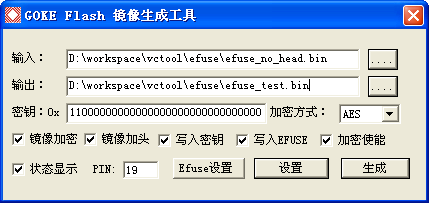 GOKE Flash 镜像生成工具
输入: D:\workspace\vctool\efuse\efuse_no_head.bin ....
输出: D:\workspace\vctool\efuse\efuse_test.bin ....
密钥: 0x 11000000000000000000000000000000 加密方式: AES
镜像加密 镜像加头 写入密钥 写入EFUSE 加密使能
状态显示 PIN: 19 Efuse设置 设置 生成